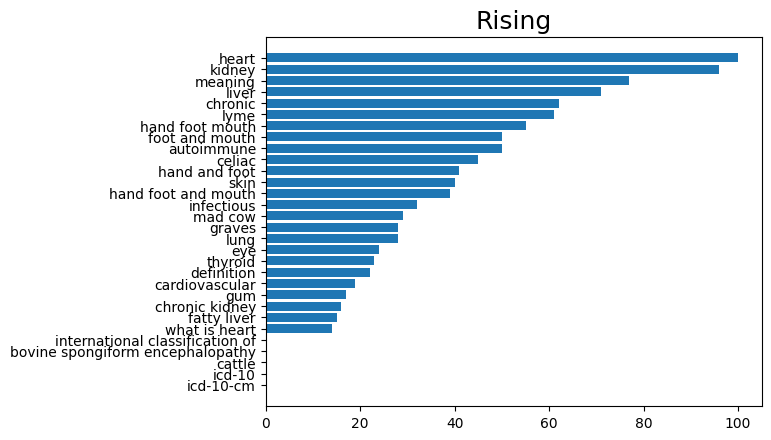 Rising
heart
kidney
meaning
liver
chronic
lyme
hand foot mouth
foot and mouth
autoimmune
celiac
hand and foot
skin
hand foot and mouth
infectious
mad cow
graves
lung
eye
thyroid
definition
cardiovascular
gum
chronic kidney
fatty liver
what is heart
international classification of
bovine spongiform encephalopathy
cattle
icd-10
icd-10-cm
0 20 40 60 80 100